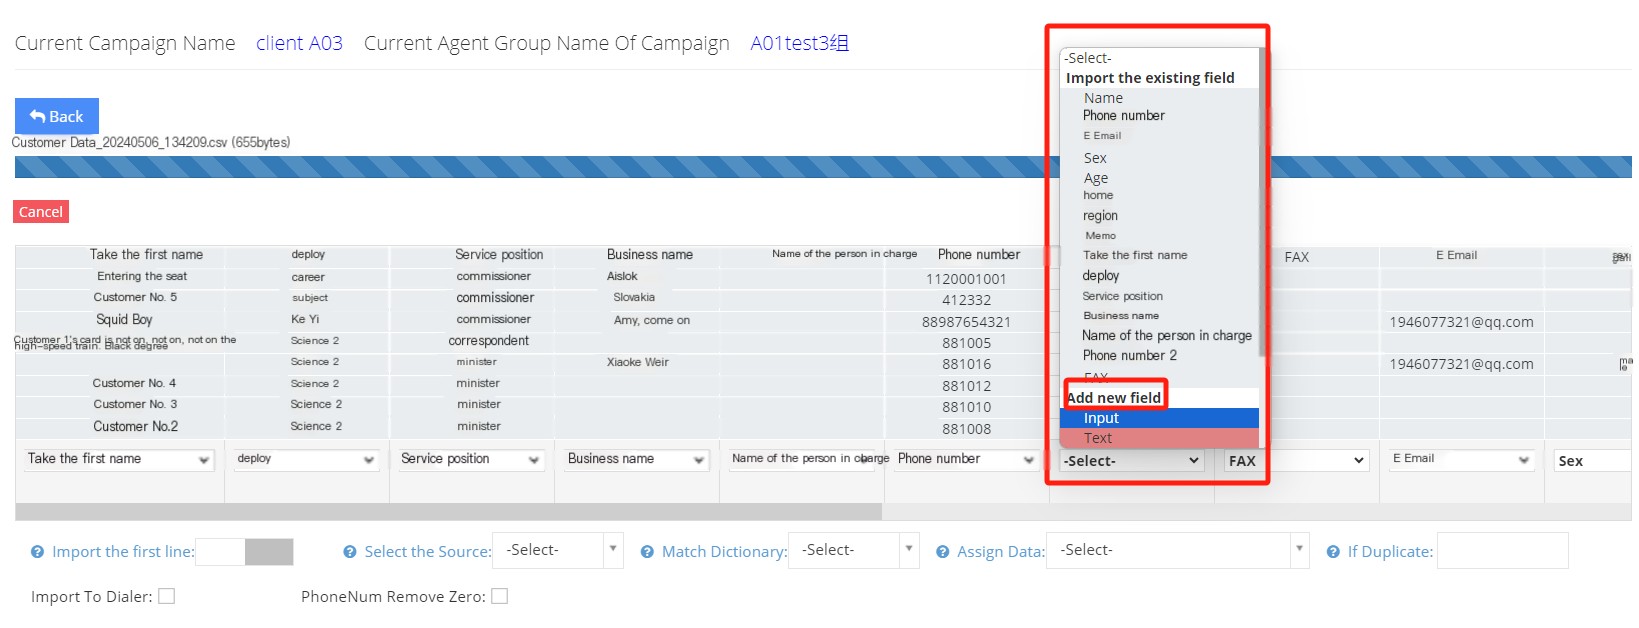 Current Campaign Name client A03 Current Agent Group Name Of Campaign A01test3组
Back
Customer Data_20240506_134209.csv (655bytes)
Cancel
-Select-
Import the existing field
Name
Phone number
E Email
Sex
Age
home
region
Memo
Take the first name
deploy
Service position
Business name
Name of the person in charge
Phone number 2
FAX
Add new field
Input
Text
Take the first name deploy Service position Business name Name of the person in charge Phone number FAX E Email
Entering the seat career commissioner Aislok 1120001001
Customer No. 5 subject commissioner Slovakia 412332
Squid Boy Ke Yi commissioner Amy, come on 88987654321 1946077321@qq.com
Customer 1's card is not on, not on, not on the
high-speed train. Black degree
Science 2 correspondent 881005
Science 2 minister Xiaoke Weir 881016 1946077321@qq.com
Customer No. 4 Science 2 minister 881012
Customer No. 3 Science 2 minister 881010
Customer No.2 Science 2 minister 881008
Take the first name deploy Service position Business name Name of the person in charge Phone number -Select- FAX E Email Sex
Import the first line: Select the Source: -Select- Match Dictionary: -Select- Assign Data: -Select- If Duplicate:
Import To Dialer: PhoneNum Remove Zero: